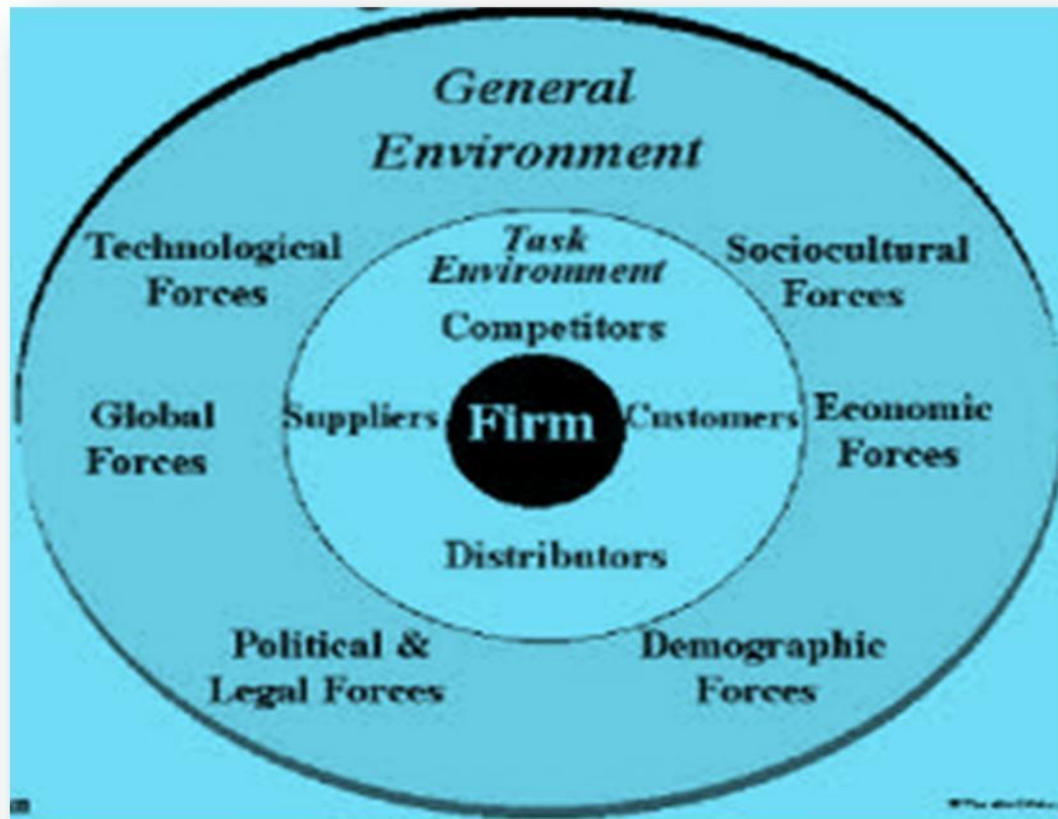 General
Environment
Task
Environment
Technological
Forces
Sociocultural
Forces
Competitors
Global
Forces
Suppliers
Firm
Customers
Economic
Forces
Distributors
Political &
Legal Forces
Demographic
Forces